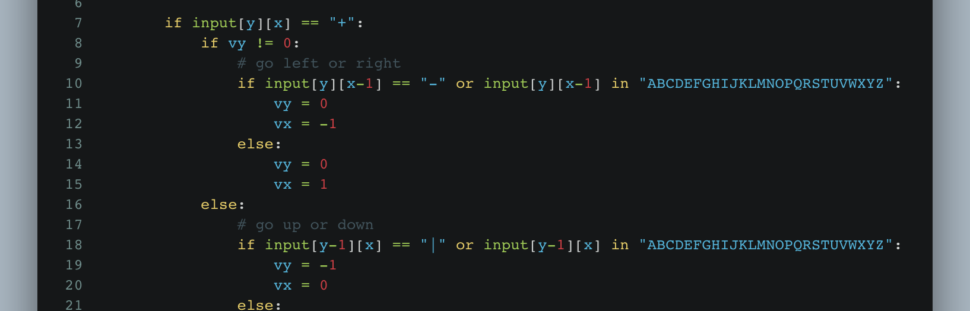 6
7 if input[y][x] == "+":
8 if vy != 0:
9 # go left or right
10 if input[y][x-1] == "-" or input[y][x-1] in "ABCDEFGHIJKLMNOPQRSTUVWXYZ":
11 vy = 0
12 vx = -1
13 else:
14 vy = 0
15 vx = 1
16 else:
17 # go up or down
18 if input[y-1][x] == "|" or input[y-1][x] in "ABCDEFGHIJKLMNOPQRSTUVWXYZ":
19 vy = -1
20 vx = 0
21 else: